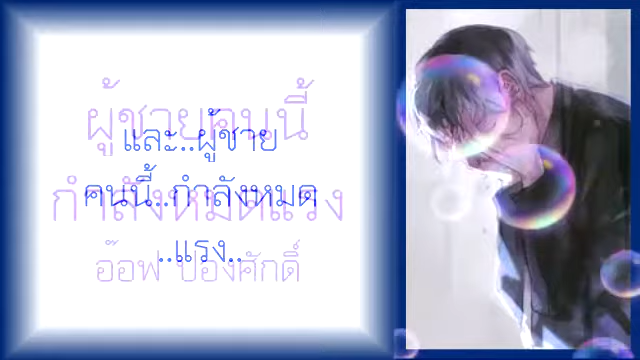 ผู้ชายคนนี้
กำลังหมดแรง
อ๊อฟ ปองศักดิ์
และ..ผู้ชาย
คนนี้..กำลังหมด
..แรง..